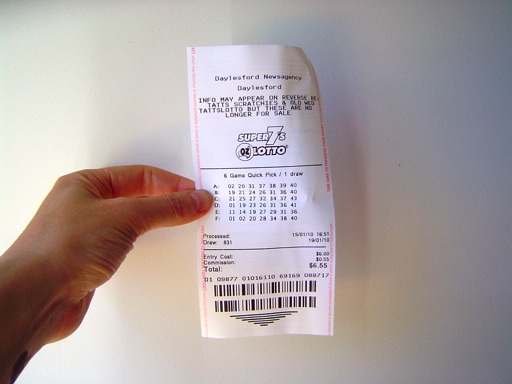 Daylesford Newsagency
Daylesford
INFO MAY APPEAR ON REVERSE RE
TATTS SCRATCHIES & OLD WED
TATTSLOTTO BUT THESE ARE NO
LONGER FOR SALE
SUPER 7's
OZ LOTTO
6 Game Quick Pick / 1 draw
A: 02 20 31 37 38 39 40
B: 19 21 24 26 31 38 40
C: 21 25 27 32 34 37 43
D: 01 19 23 26 31 36 41
E: 11 14 19 27 29 31 36
F: 01 02 20 28 34 38 40
Processed: 15/01/10 16:51
Draw: 831 19/01/10
Entry Cost: $6.00
Commission: $0.55
Total: $6.55
01 09877 01016110 69169 088717